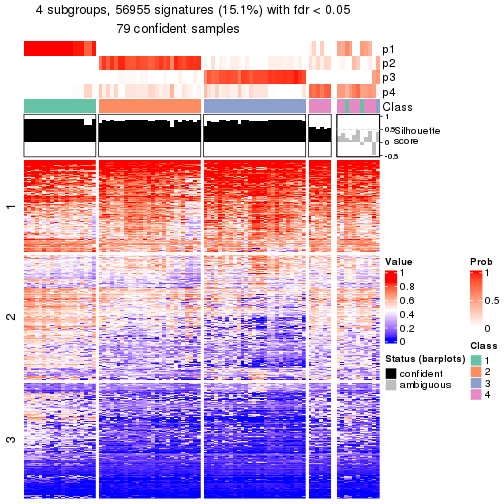 4 subgroups, 56955 signatures (15.1%) with fdr < 0.05
79 confident samples
p1
p2
p3
p4
Class
1
0.5
0
-0.5
Silhouette
score
1
2
3
Value
1
0.8
0.6
0.4
0.2
0
Status (barplots)
confident
ambiguous
Prob
1
0.5
0
Class
1
2
3
4